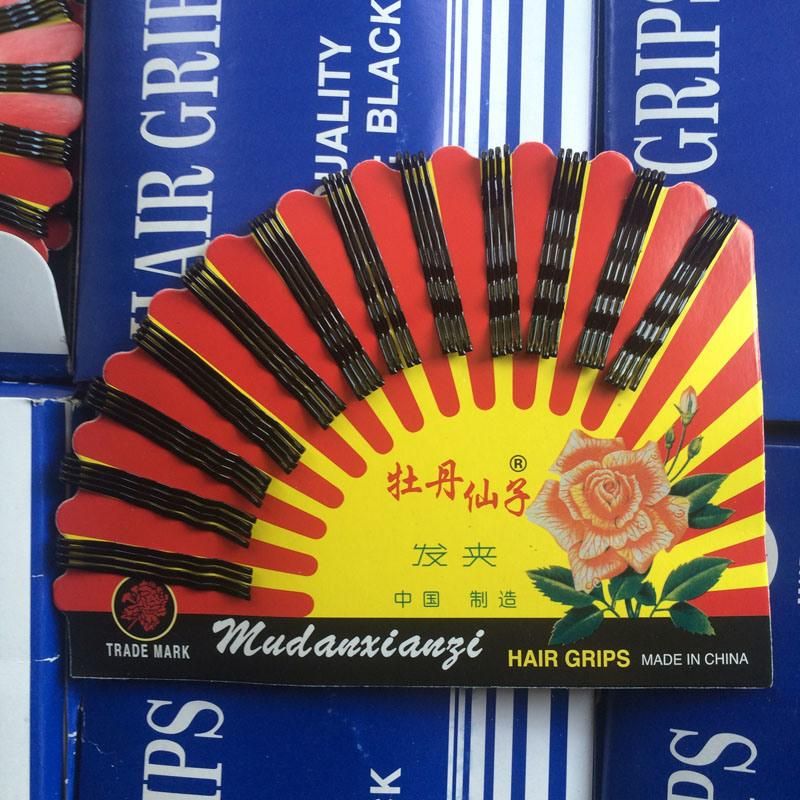 HAIR GRIP
UALITY
BLACK
GRIPS
牡丹仙子®
发夹
中国 制造
TRADE MARK
Mudanxianzi
HAIR GRIPS
MADE IN CHINA
IPS
K
PS